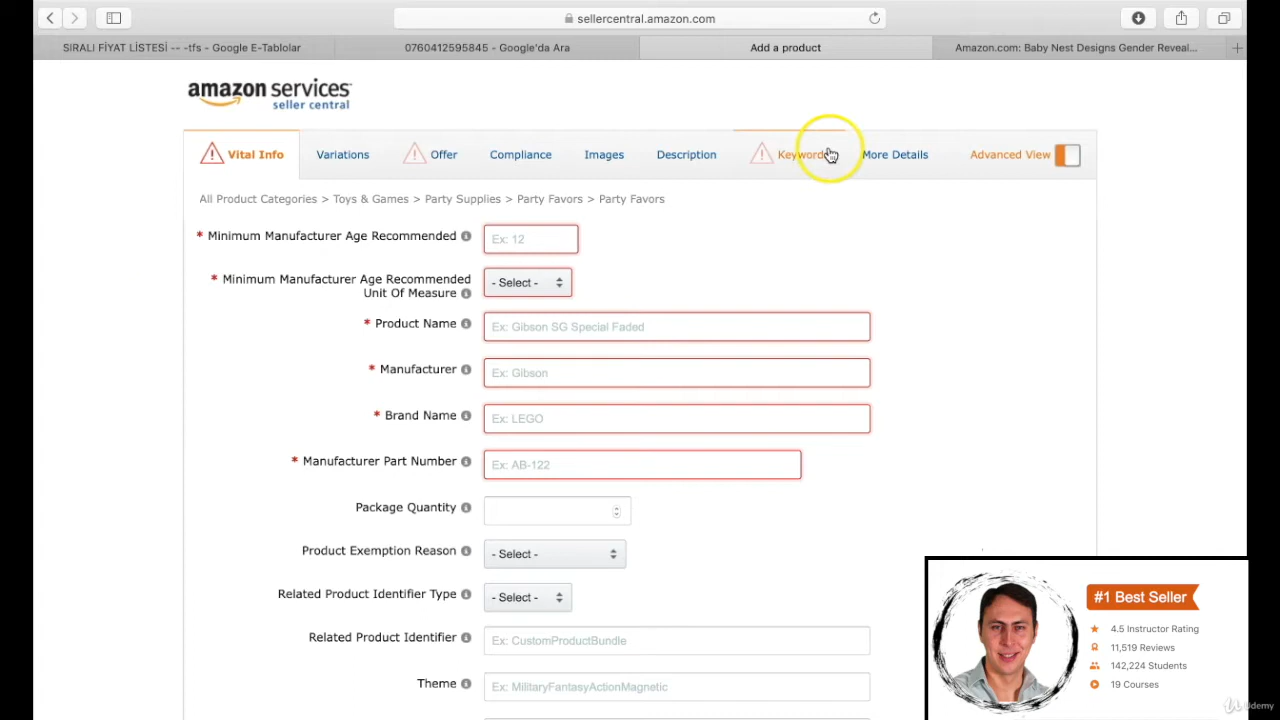 sellercentral.amazon.com
SIRALI FİYAT LİSTESİ -- -tfs - Google E-Tablolar
0760412595845 - Google'da Ara
Add a product
Amazon.com: Baby Nest Designs Gender Reveal...
amazon services
seller central
Vital Info
Variations
Offer
Compliance
Images
Description
Keywords
More Details
Advanced View
All Product Categories > Toys & Games > Party Supplies > Party Favors > Party Favors
* Minimum Manufacturer Age Recommended
Ex: 12
* Minimum Manufacturer Age Recommended
Unit Of Measure
- Select -
* Product Name
Ex: Gibson SG Special Faded
* Manufacturer
Ex: Gibson
* Brand Name
Ex: LEGO
* Manufacturer Part Number
Ex: AB-122
Package Quantity
Product Exemption Reason
- Select -
Related Product Identifier Type
- Select -
Related Product Identifier
Ex: CustomProductBundle
Theme
Ex: MilitaryFantasyActionMagnetic
#1 Best Seller
4.5 Instructor Rating
11,519 Reviews
142,224 Students
19 Courses
Udemy